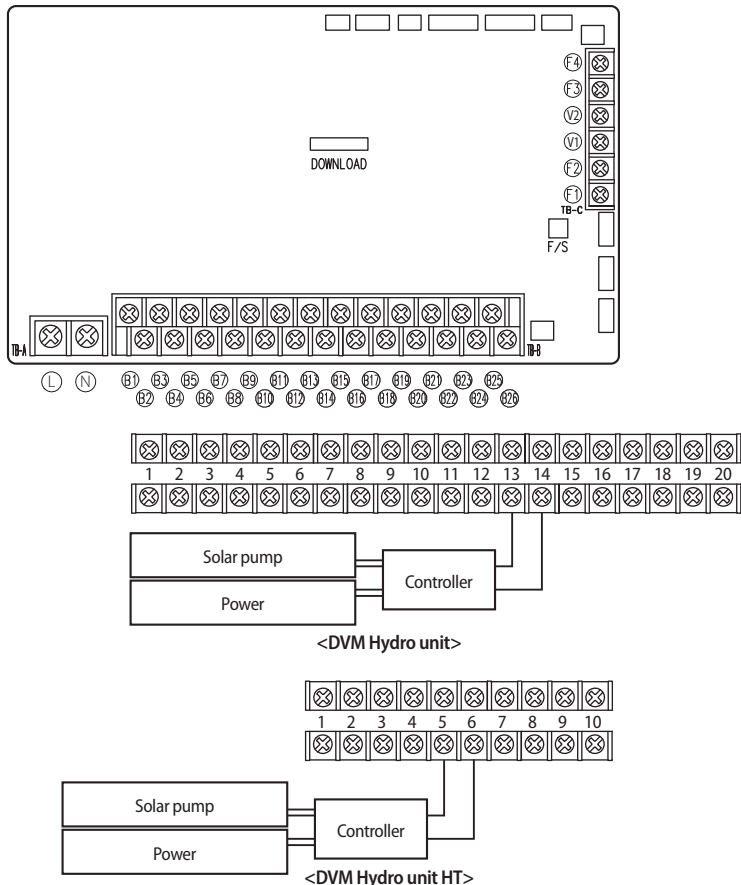 F4
F3
V2
V1
F2
F1
TB-C
DOWNLOAD
F/S
TB-A
TB-B
L N B1 B3 B5 B7 B9 B11 B13 B15 B17 B19 B21 B23 B25
B2 B4 B6 B8 B10 B12 B14 B16 B18 B20 B22 B24 B26
1 2 3 4 5 6 7 8 9 10 11 12 13 14 15 16 17 18 19 20
Solar pump
Controller
Power
<DVM Hydro unit>
1 2 3 4 5 6 7 8 9 10
Solar pump
Controller
Power
<DVM Hydro unit HT>